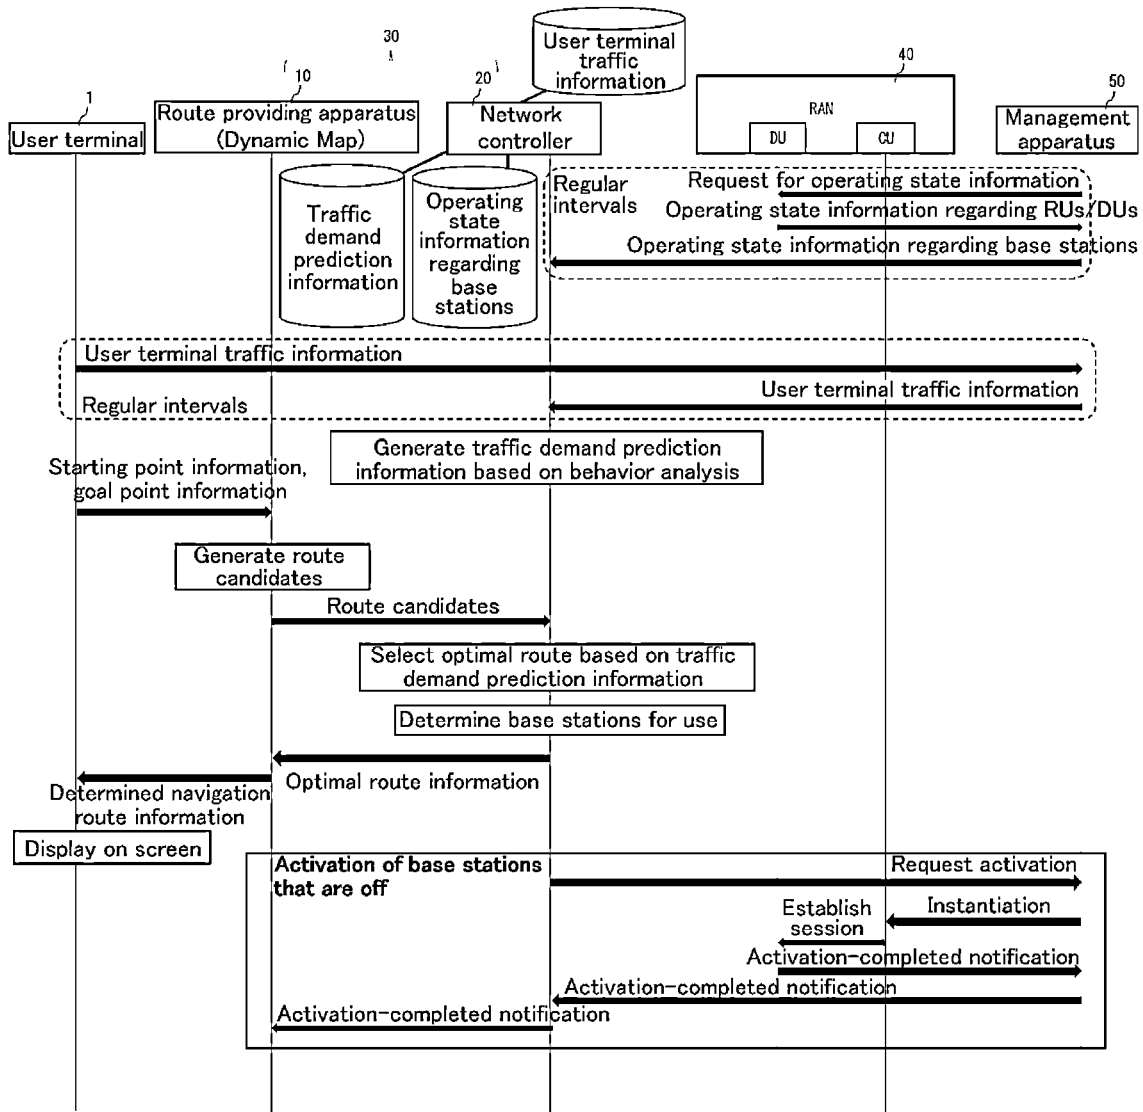 30
User terminal
traffic
information
40
10
20
1
50
RAN
Route providing apparatus
(Dynamic Map)
Network
controller
User terminal
DU
CU
Management
apparatus
Regular
intervals
Request for operating state information
Traffic
demand
prediction
information
Operating
state
information
regarding
base
stations
Operating state information regarding RUs/DUs
Operating state information regarding base stations
User terminal traffic information
User terminal traffic information
Regular intervals
Generate traffic demand prediction
information based on behavior analysis
Starting point information,
goal point information
Generate route
candidates
Route candidates
Select optimal route based on traffic
demand prediction information
Determine base stations for use
Optimal route information
Determined navigation
route information
Display on screen
Activation of base stations
that are off
Request activation
Instantiation
Establish
session
Activation-completed notification
Activation-completed notification
Activation-completed notification